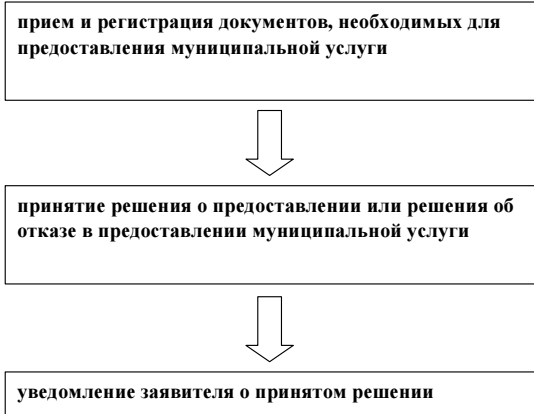 прием и регистрация документов, необходимых для
предоставления муниципальной услуги
принятие решения о предоставлении или решения об
отказе в предоставлении муниципальной услуги
уведомление заявителя о принятом решении